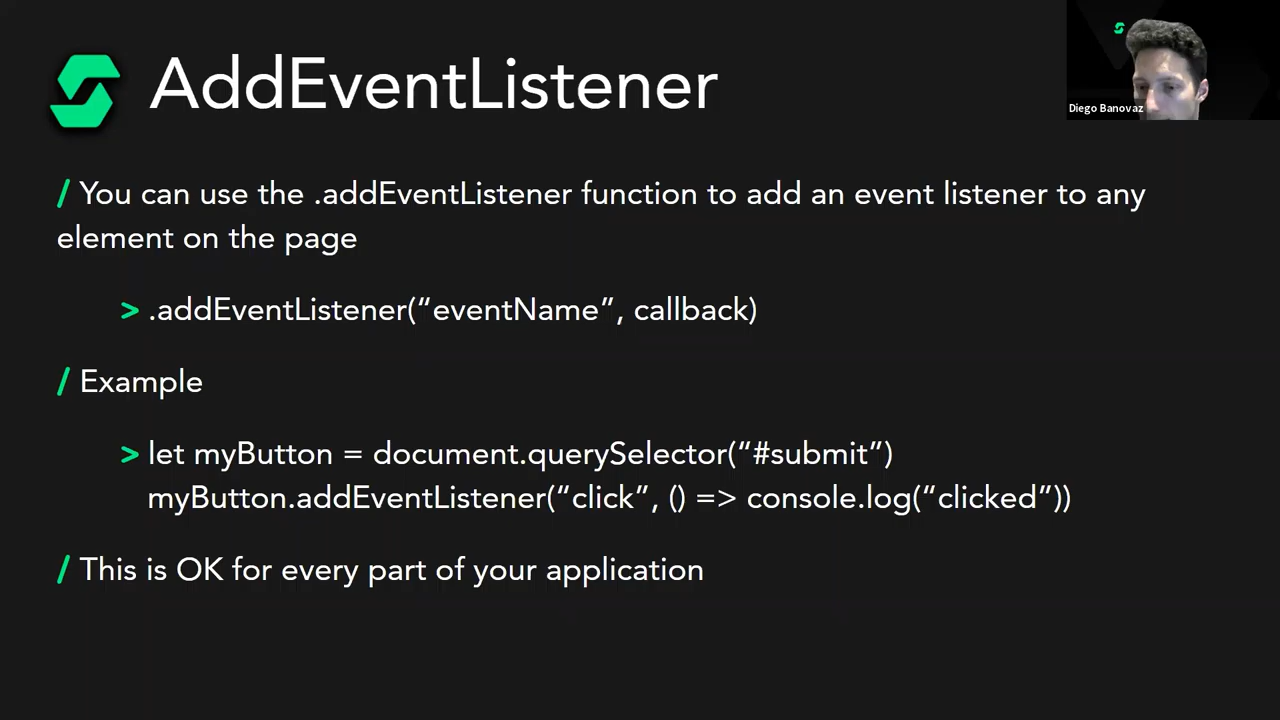 AddEventListener
Diego Banovaz
/ You can use the .addEventListener function to add an event listener to any
element on the page
> .addEventListener(“eventName”, callback)
/ Example
> let myButton = document.querySelector(“#submit”)
myButton.addEventListener(“click”, () => console.log(“clicked”))
/ This is OK for every part of your application